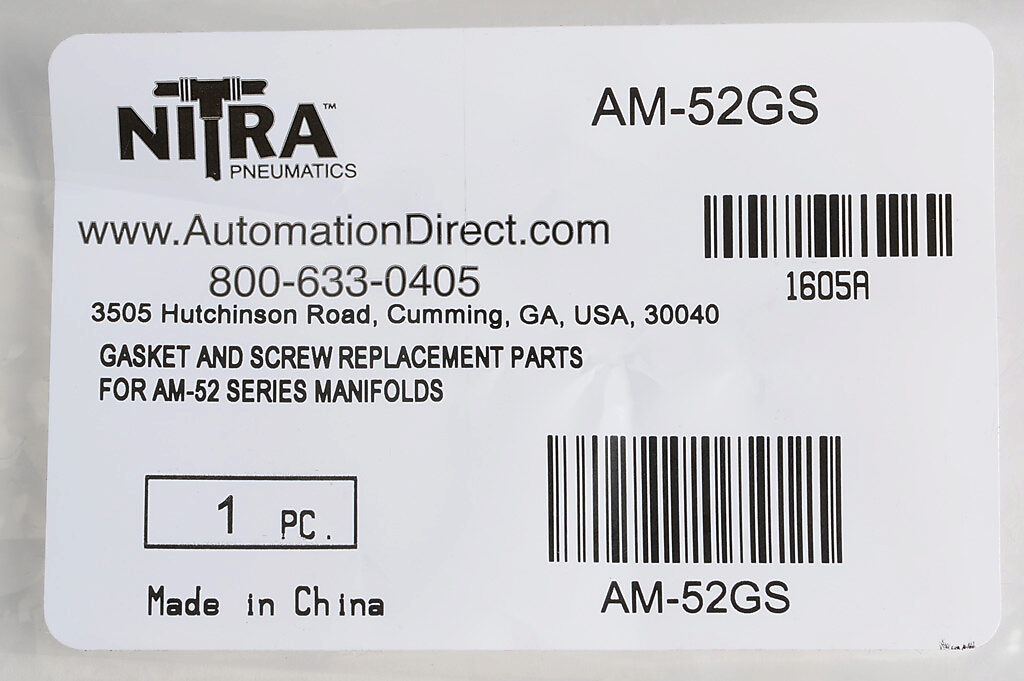 NITRA™
PNEUMATICS
AM-52GS
www.AutomationDirect.com
1605A
800-633-0405
3505 Hutchinson Road, Cumming, GA, USA, 30040
GASKET AND SCREW REPLACEMENT PARTS
FOR AM-52 SERIES MANIFOLDS
1 PC.
Made in China
AM-52GS